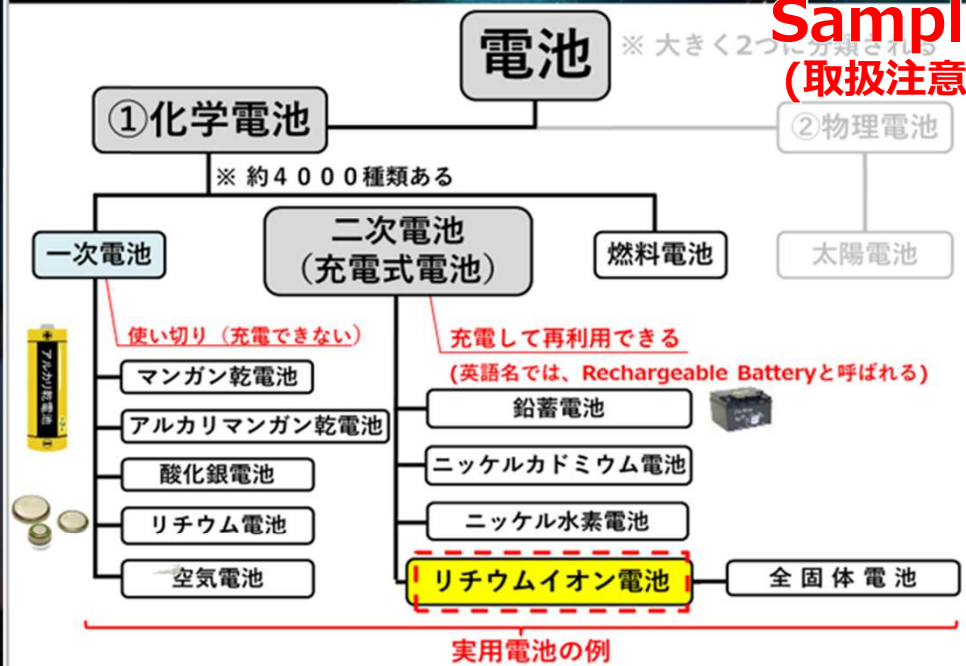 Sampl
(取扱注意
電池
※ 大きく2つに分類される
①化学電池
②物理電池
※ 約4000種類ある
一次電池
二次電池
(充電式電池)
燃料電池
太陽電池
使い切り(充電できない)
充電して再利用できる
(英語名では、Rechargeable Batteryと呼ばれる)
アルカリ乾電池
マンガン乾電池
鉛蓄電池
アルカリマンガン乾電池
ニッケルカドミウム電池
酸化銀電池
ニッケル水素電池
リチウム電池
リチウムイオン電池
全固体電池
空気電池
実用電池の例